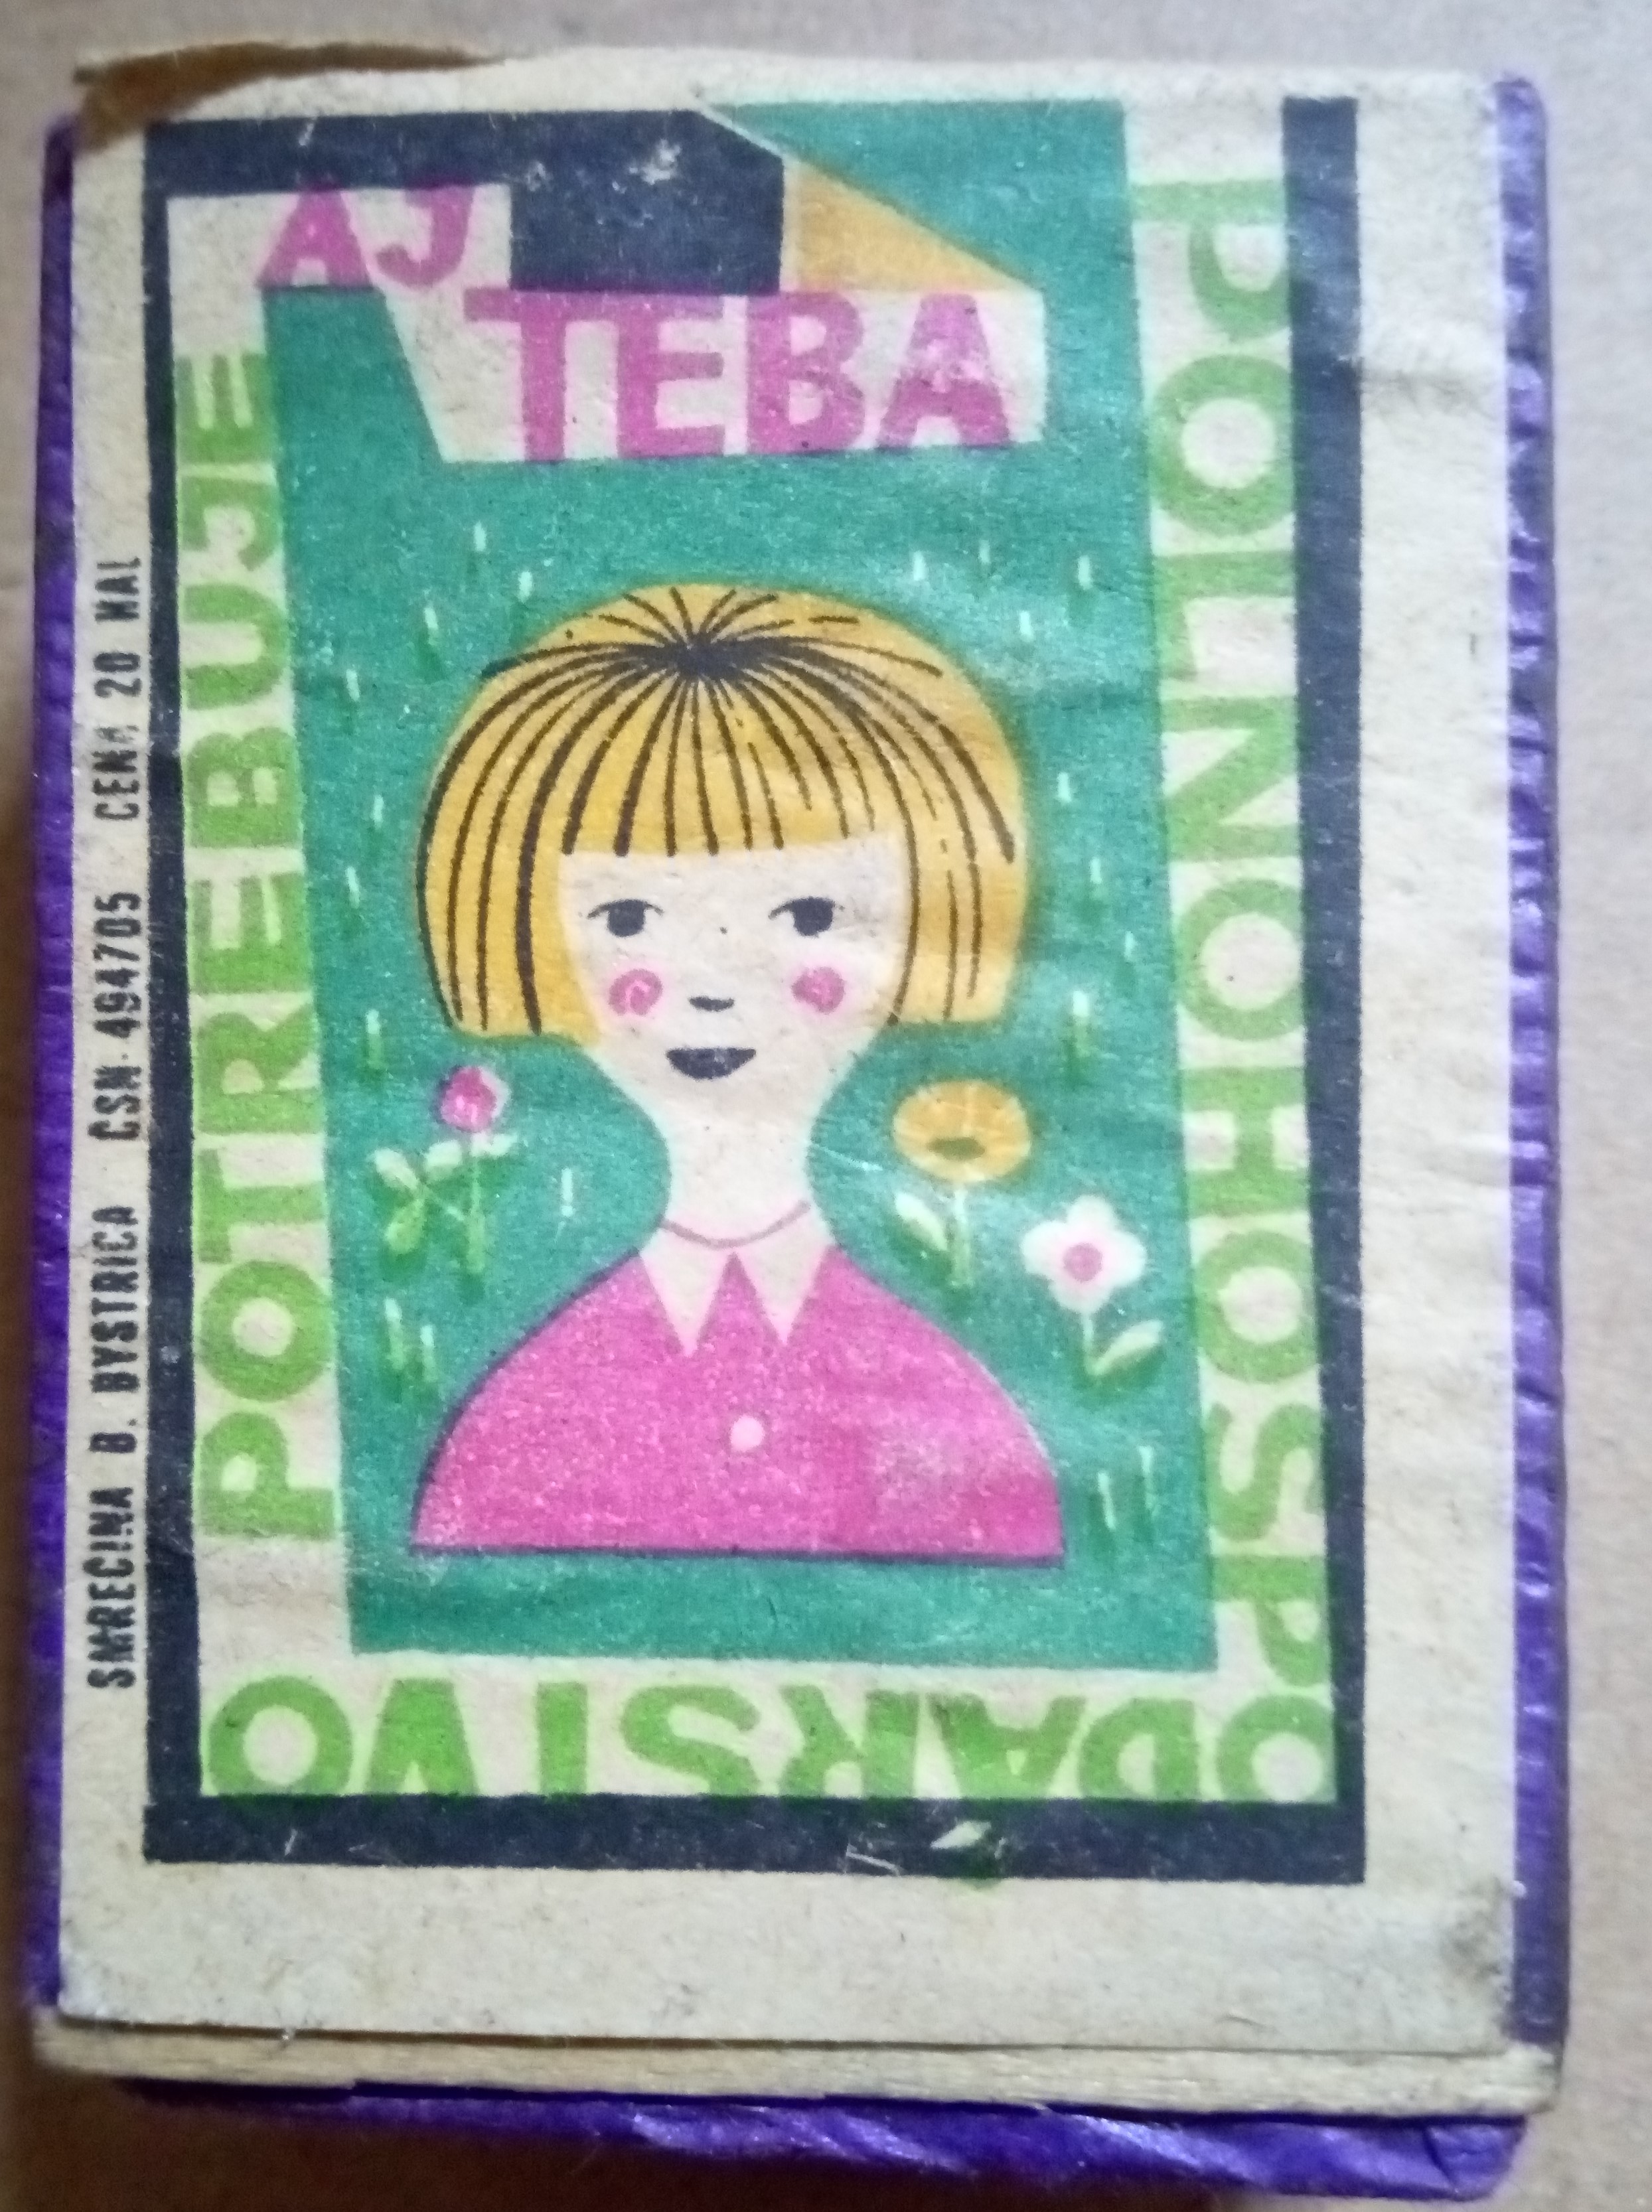 AJ
TEBA
POTREBUJE
POĽNOHOSPODÁRSTVO
SMREČINA B. BYSTRICA ČSN 494705 CENA 20 HAL